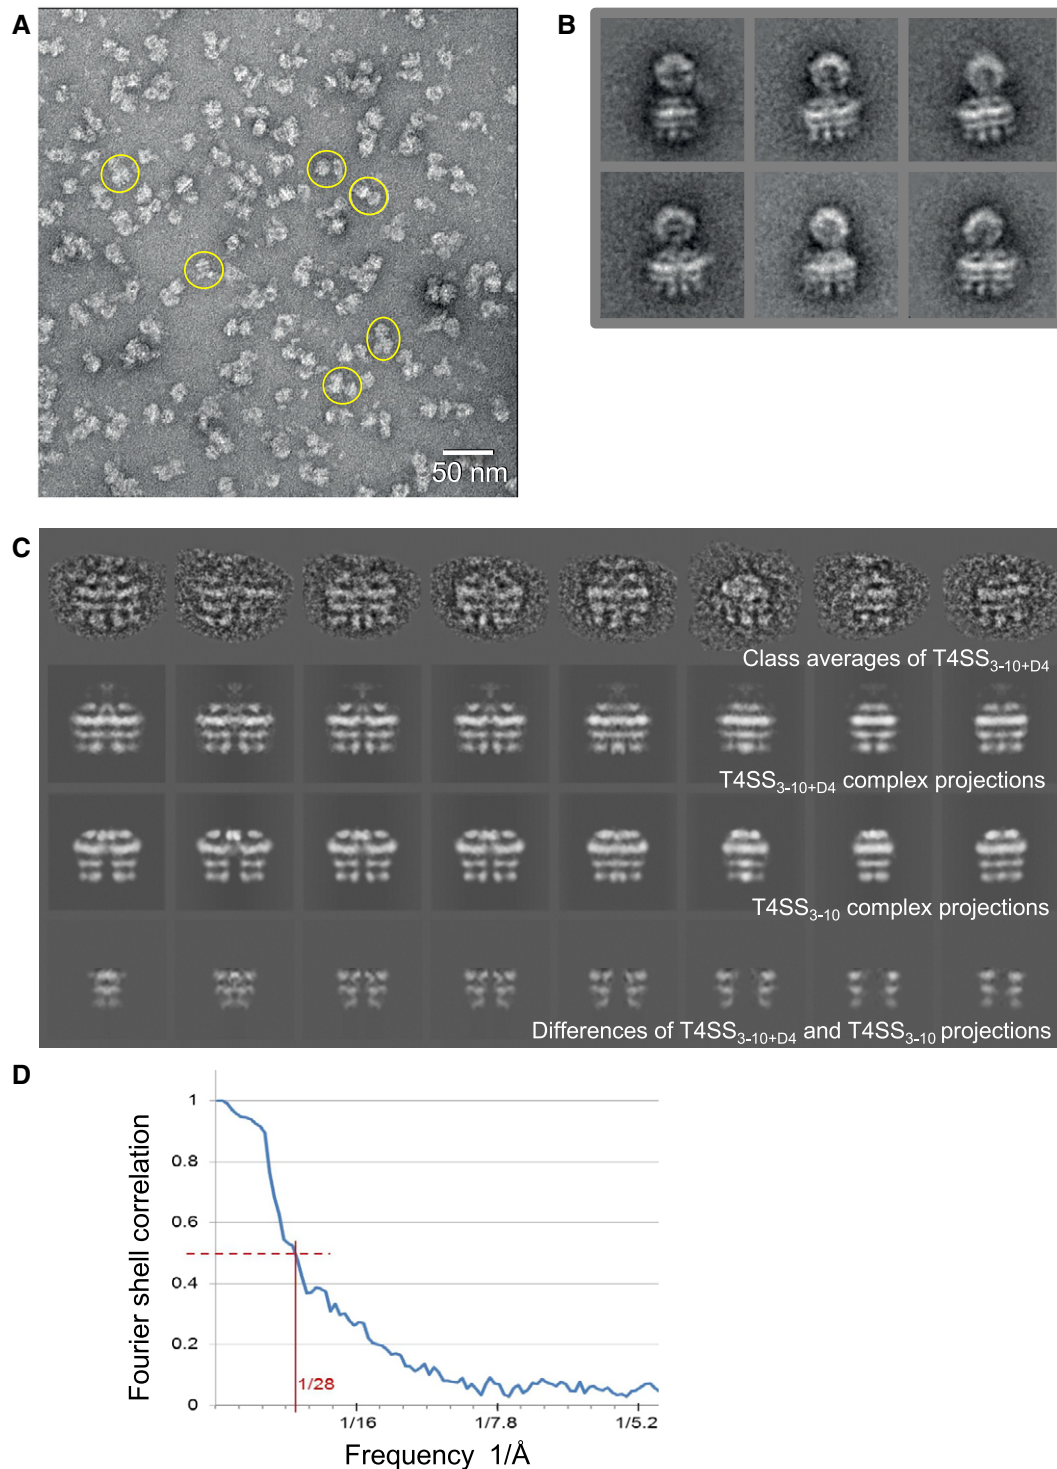 A
B
50 nm
C
Class averages of T4SS3-10+D4
T4SS3-10+D4 complex projections
T4SS3-10 complex projections
Differences of T4SS3-10+D4 and T4SS3-10 projections
D
Fourier shell correlation
1
0.8
0.6
0.4
0.2
0
1/28
1/16
1/7.8
1/5.2
Frequency 1/Å